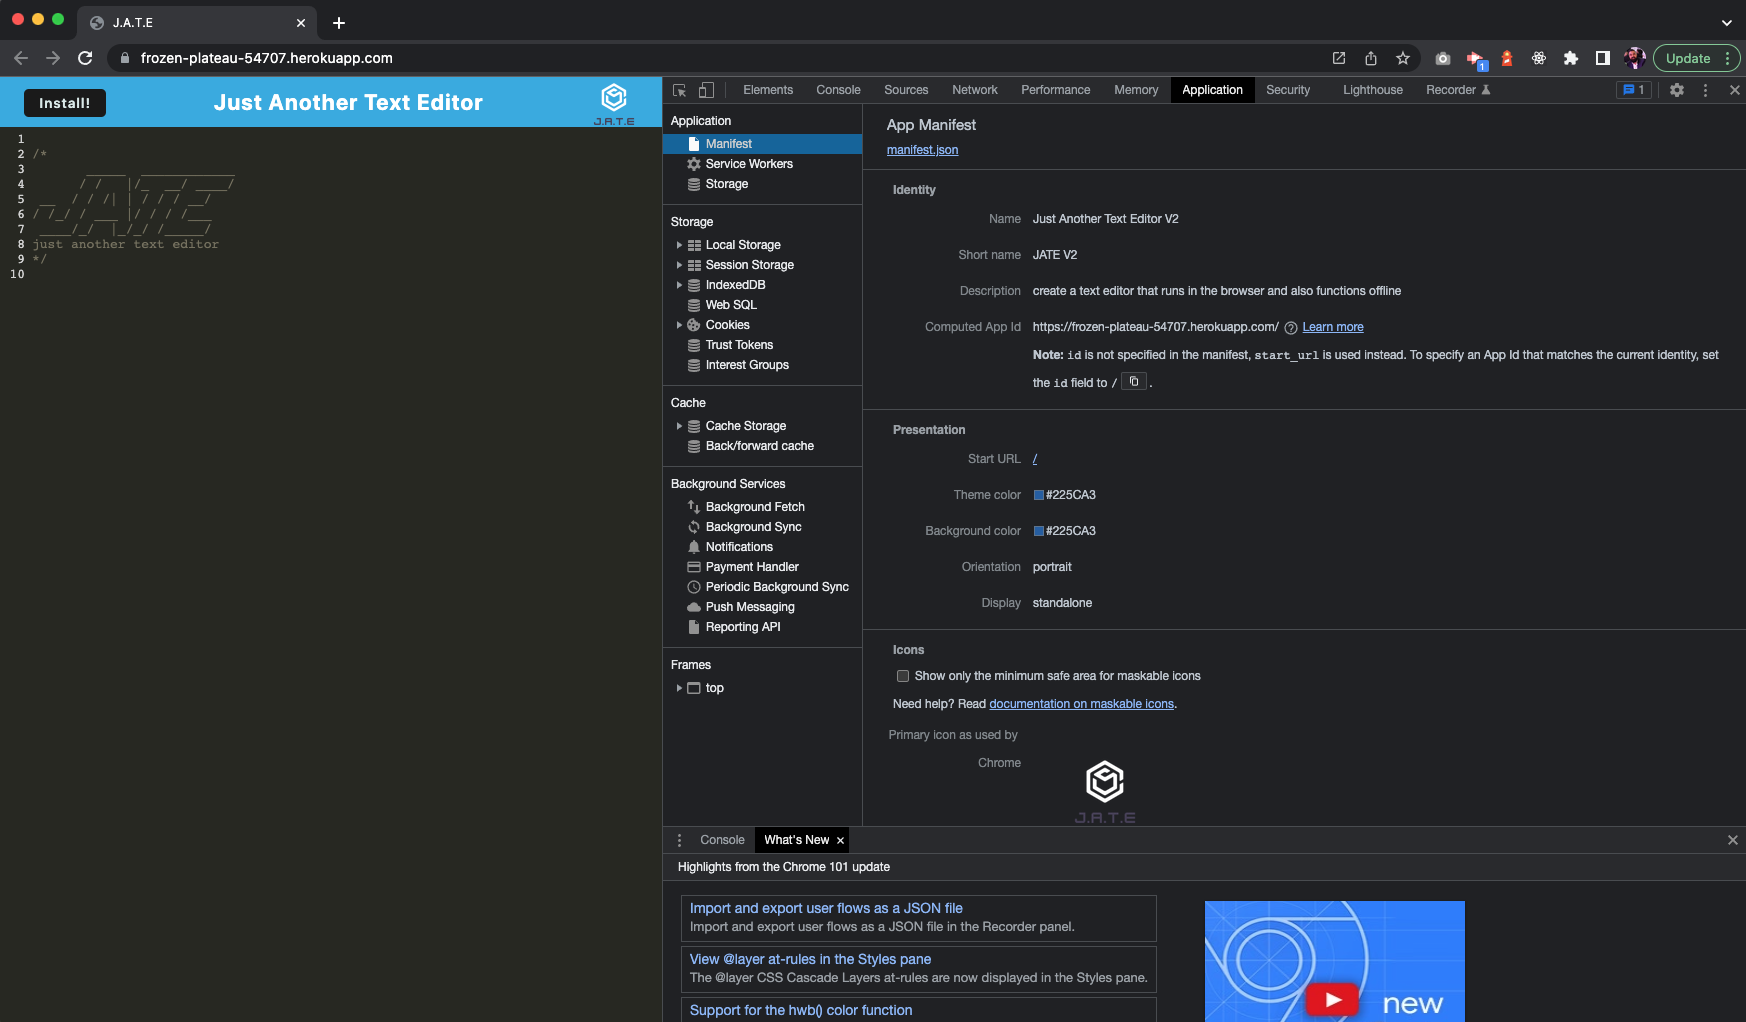 J.A.T.E
frozen-plateau-54707.herokuapp.com
1
Update
Install!
Just Another Text Editor
J.A.T.E
1
2 /*
3
4
5
6
7
8 just another text editor
9 */
10
Elements Console Sources Network Performance Memory Application Security Lighthouse Recorder
1
Application
Manifest
Service Workers
Storage
Storage
Local Storage
Session Storage
IndexedDB
Web SQL
Cookies
Trust Tokens
Interest Groups
Cache
Cache Storage
Back/forward cache
Background Services
Background Fetch
Background Sync
Notifications
Payment Handler
Periodic Background Sync
Push Messaging
Reporting API
Frames
top
App Manifest
manifest.json
Identity
Name Just Another Text Editor V2
Short name JATE V2
Description create a text editor that runs in the browser and also functions offline
Computed App Id https://frozen-plateau-54707.herokuapp.com/ ? Learn more
Note: id is not specified in the manifest, start_url is used instead. To specify an App Id that matches the current identity, set
the id field to / .
Presentation
Start URL /
Theme color #225CA3
Background color #225CA3
Orientation portrait
Display standalone
Icons
Show only the minimum safe area for maskable icons
Need help? Read documentation on maskable icons.
Primary icon as used by
Chrome
J.A.T.E
Console What's New
Highlights from the Chrome 101 update
Import and export user flows as a JSON file
Import and export user flows as a JSON file in the Recorder panel.
View @layer at-rules in the Styles pane
The @layer CSS Cascade Layers at-rules are now displayed in the Styles pane.
Support for the hwb() color function
new